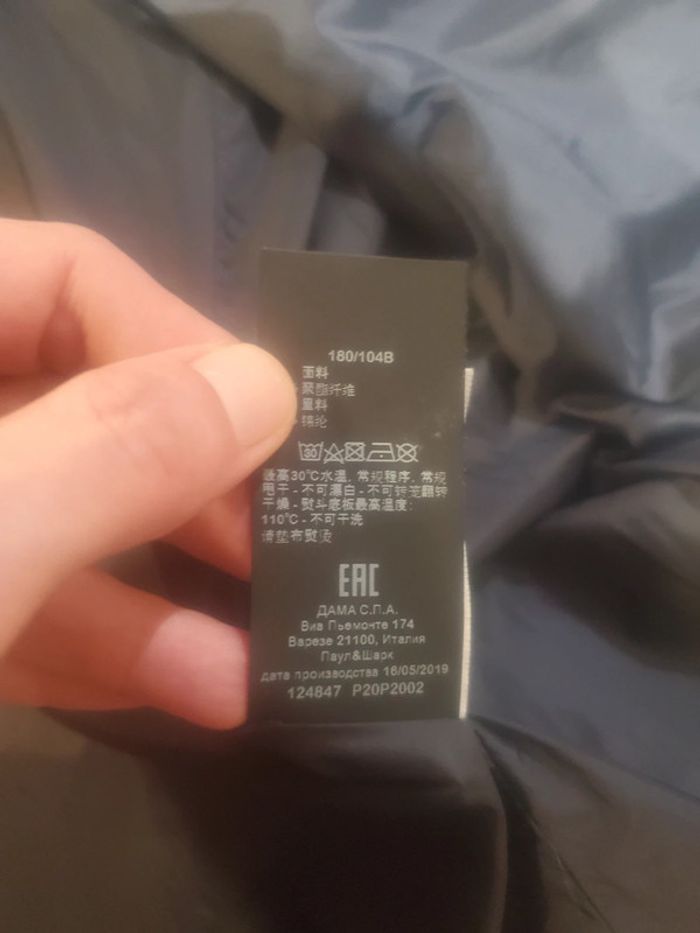 180/104B
面料
聚酯纤维
里料
锦纶
30
最高30℃水温，常规程序，常规
甩干 - 不可漂白 - 不可转笼翻转
干燥 - 熨斗底板最高温度：
110℃ - 不可干洗
请垫布熨烫
EAC
ДАМА С.П.А.
Виа Пьемонте 174
Варезе 21100, Италия
Паул&Шарк
дата производства 16/05/2019
124847 P20P2002